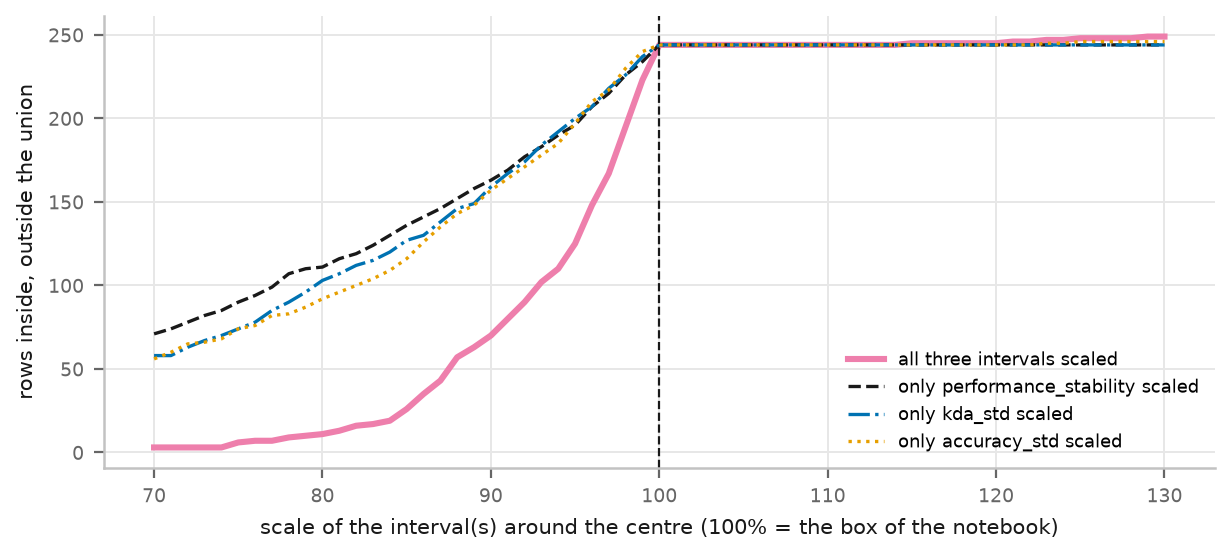 250
200
150
100
50
0
rows inside, outside the union
all three intervals scaled
only performance_stability scaled
only kda_std scaled
only accuracy_std scaled
70
80
90
100
110
120
130
scale of the interval(s) around the centre (100% = the box of the notebook)